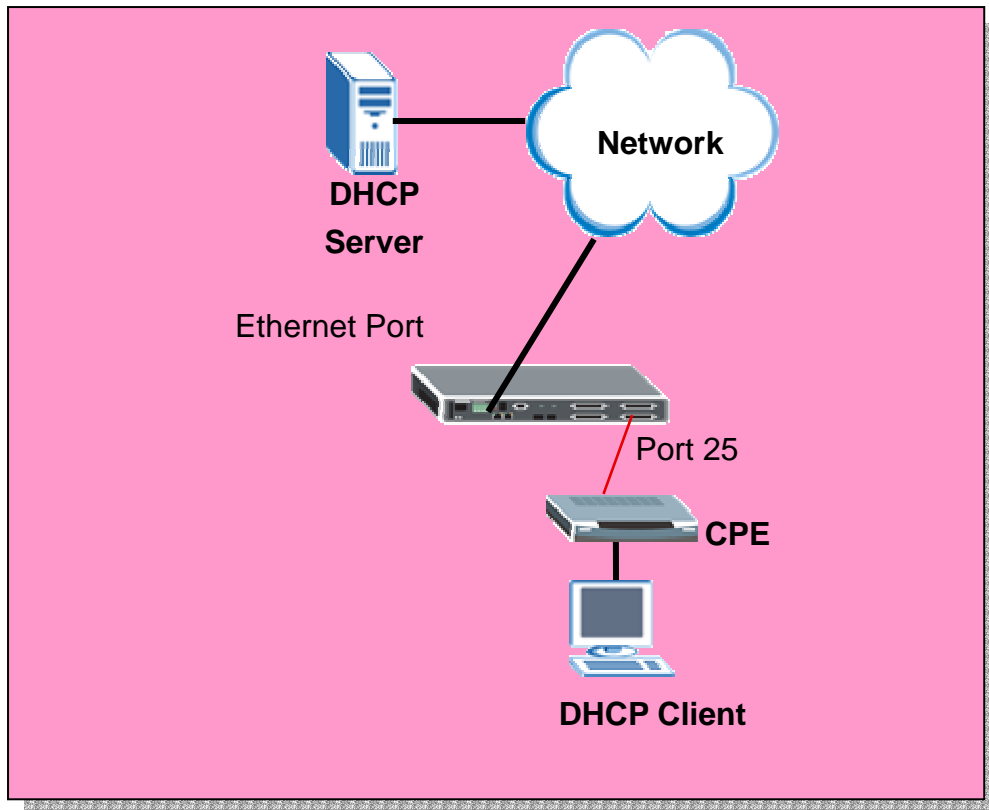 Network
DHCP
Server
Ethernet Port
Port 25
CPE
DHCP Client